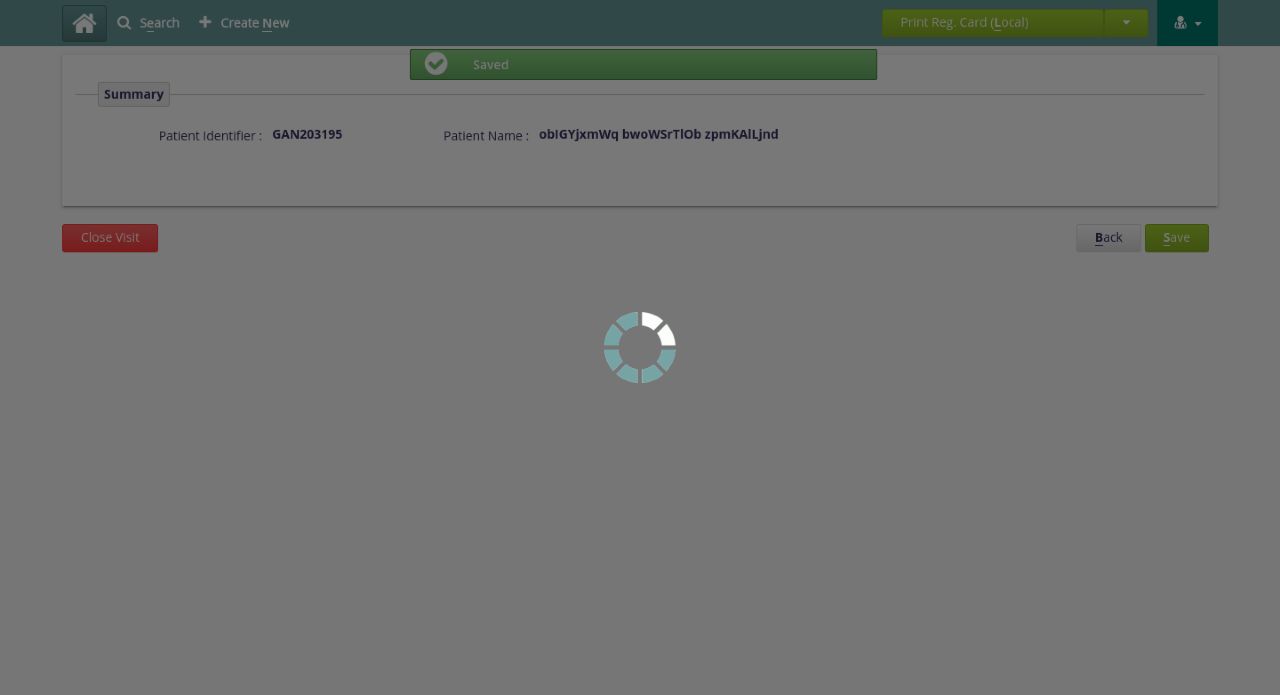 Search
Create New
Print Reg. Card (Local)
Saved
Summary
Patient Identifier : GAN203195 Patient Name : obIGYjxmWq bwoWSrTlOb zpmKAlLjnd
Close Visit
Back
Save